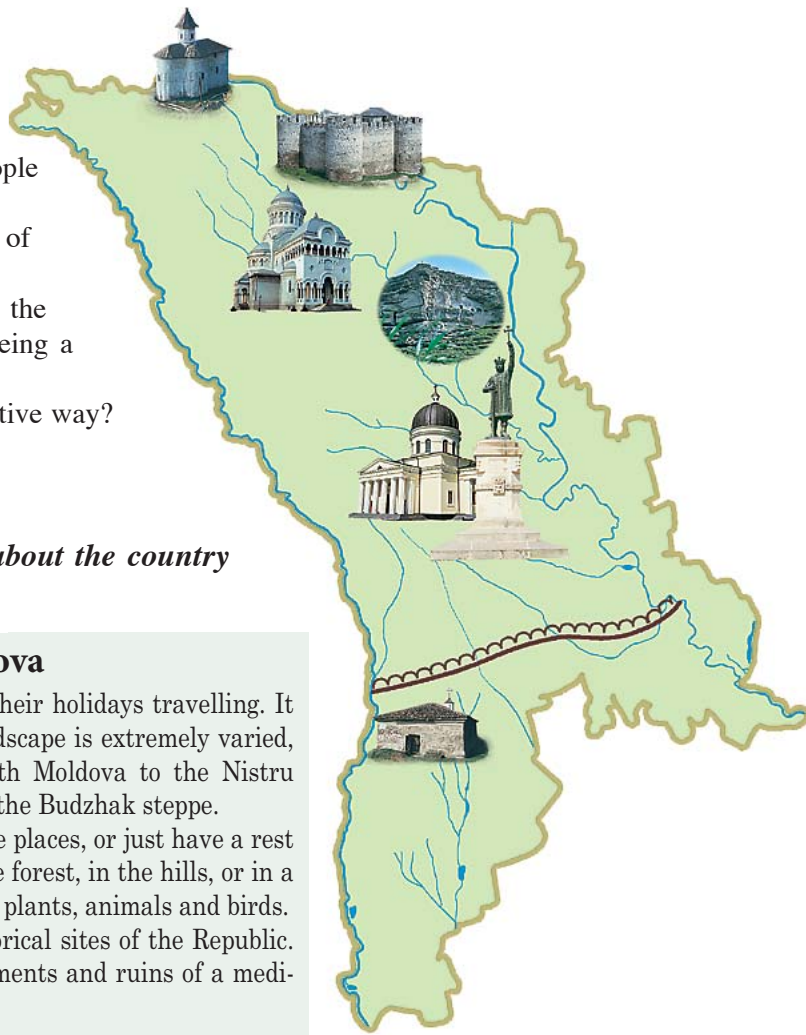 ople
of
the
eing a
tive way?
about the country
ova
heir holidays travelling. It
dscape is extremely varied,
th Moldova to the Nistru
the Budzhak steppe.
e places, or just have a rest
e forest, in the hills, or in a
plants, animals and birds.
orical sites of the Republic.
ments and ruins of a medi-